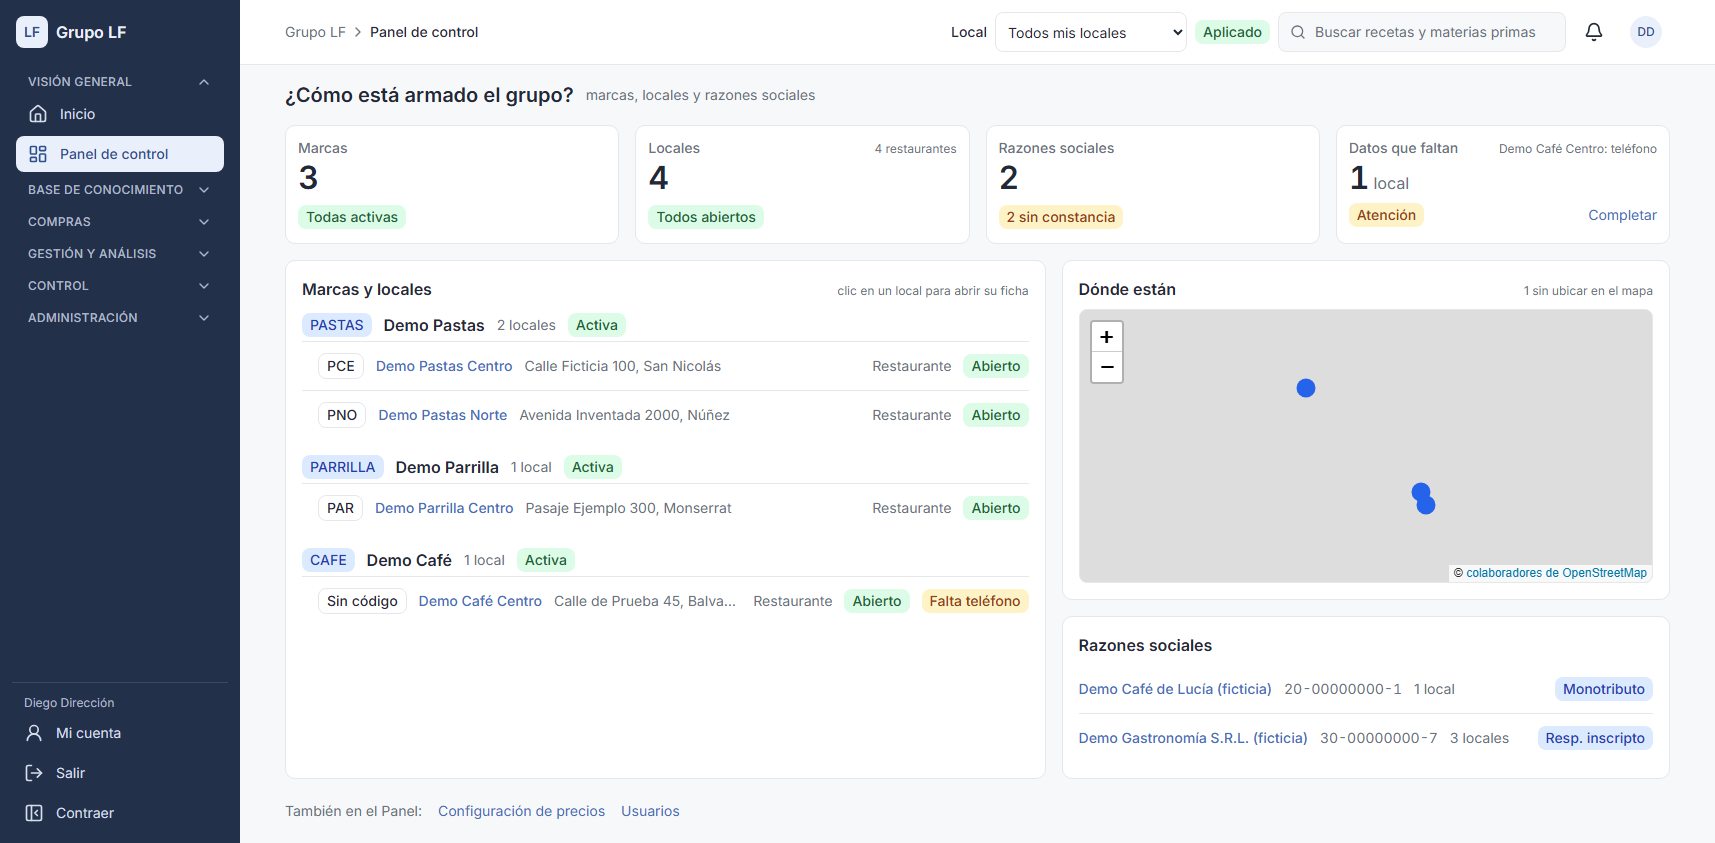 LF Grupo LF
VISIÓN GENERAL
Inicio
Panel de control
BASE DE CONOCIMIENTO
COMPRAS
GESTIÓN Y ANÁLISIS
CONTROL
ADMINISTRACIÓN
Diego Dirección
Mi cuenta
Salir
Contraer
Grupo LF > Panel de control
Local Todos mis locales Aplicado Buscar recetas y materias primas DD
¿Cómo está armado el grupo? marcas, locales y razones sociales
Marcas
3
Todas activas
Locales 4 restaurantes
4
Todos abiertos
Razones sociales
2
2 sin constancia
Datos que faltan Demo Café Centro: teléfono
1 local
Atención Completar
Marcas y locales clic en un local para abrir su ficha
PASTAS Demo Pastas 2 locales Activa
PCE Demo Pastas Centro Calle Ficticia 100, San Nicolás Restaurante Abierto
PNO Demo Pastas Norte Avenida Inventada 2000, Núñez Restaurante Abierto
PARRILLA Demo Parrilla 1 local Activa
PAR Demo Parrilla Centro Pasaje Ejemplo 300, Monserrat Restaurante Abierto
CAFE Demo Café 1 local Activa
Sin código Demo Café Centro Calle de Prueba 45, Balva... Restaurante Abierto Falta teléfono
Dónde están 1 sin ubicar en el mapa
+
−
© colaboradores de OpenStreetMap
Razones sociales
Demo Café de Lucía (ficticia) 20-00000000-1 1 local Monotributo
Demo Gastronomía S.R.L. (ficticia) 30-00000000-7 3 locales Resp. inscripto
También en el Panel: Configuración de precios Usuarios